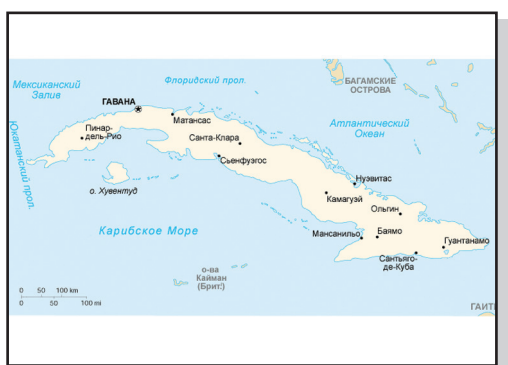 Мексиканский
Залив
Флоридский прол.
БАГАМСКИЕ
ОСТРОВА
ГАВАНА
Матансас
Атлантический
Океан
Юкатанский прол.
Пинар-
дель-Рио
Санта-Клара
Сьенфуэгос
о. Хувентуд
Нуэвитас
Камагуэй
Ольгин
Карибское Море
Мансанильо
Баямо
Гуантанамо
Сантьяго-
де-Куба
о-ва
Кайман
(Брит.)
0 50 100 km
0 50 100 mi
ГАИТ